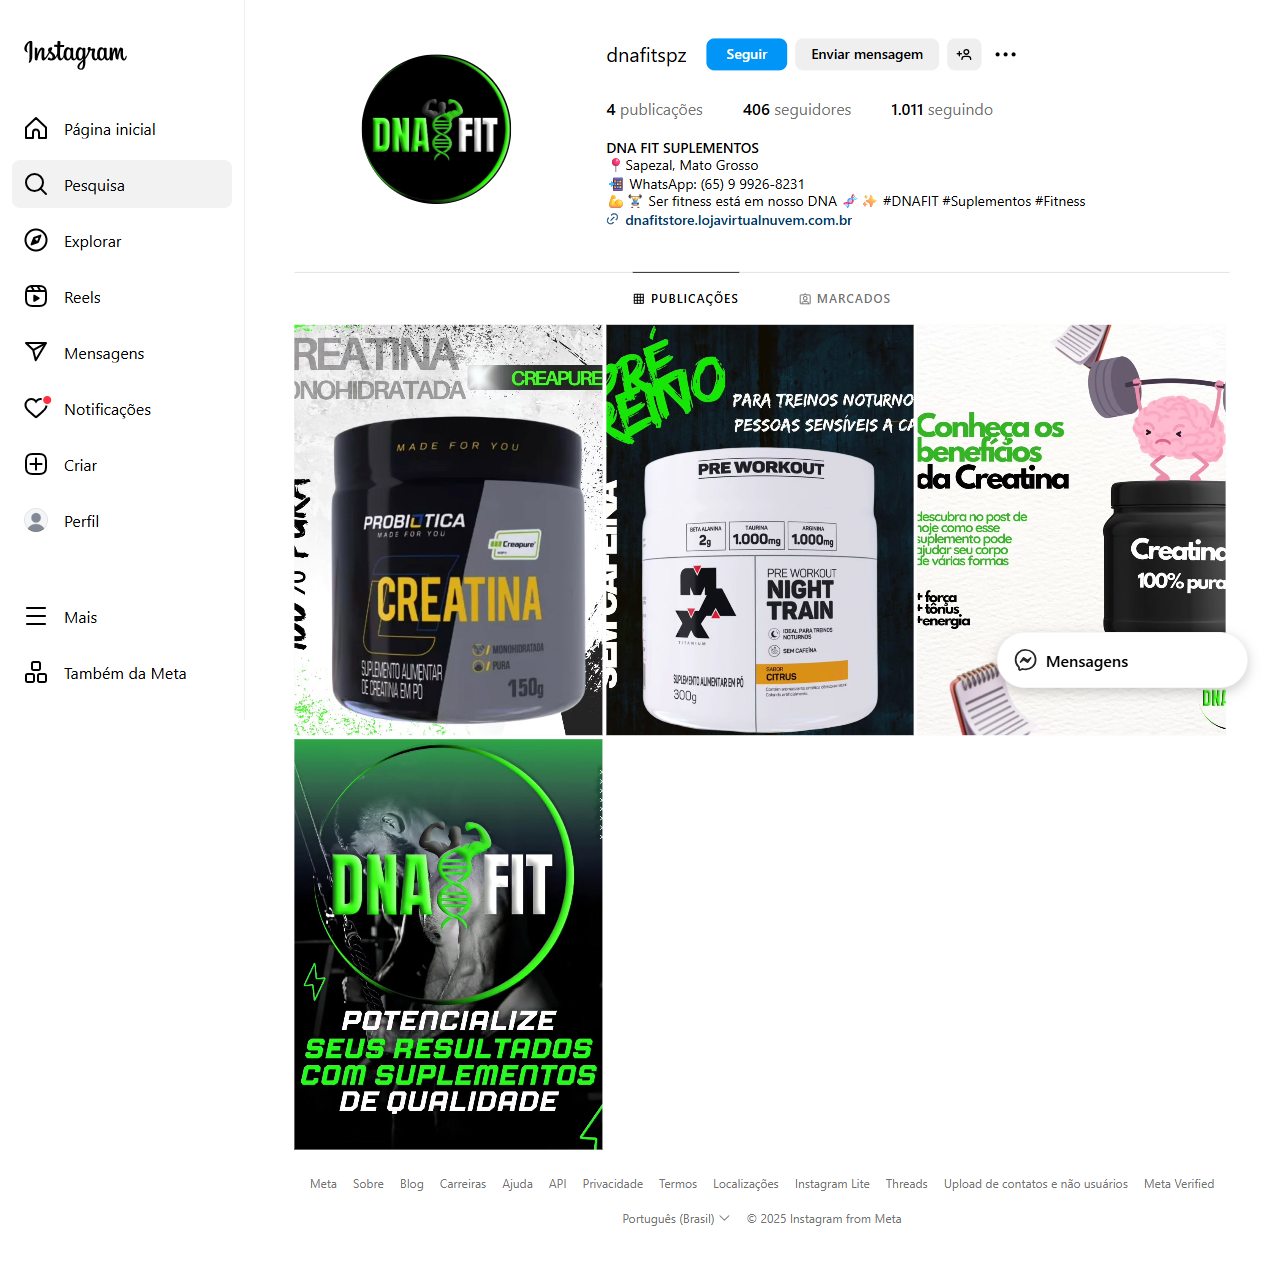 Instagram
Página inicial
Pesquisa
Explorar
Reels
Mensagens
Notificações
Criar
Perfil
Mais
Também da Meta
DNA FIT
dnafitspz
Seguir
Enviar mensagem
4 publicações
406 seguidores
1.011 seguindo
DNA FIT SUPLEMENTOS
📍Sapezal, Mato Grosso
📲 WhatsApp: (65) 9 9926-8231
💪🏋️ Ser fitness está em nosso DNA 🧬✨ #DNAFIT #Suplementos #Fitness
dnafitstore.lojavirtualnuvem.com.br
PUBLICAÇÕES
MARCADOS
REATINA
ONOHIDRATADA
CREAPURE
MADE FOR YOU
PROBIOTICA
MADE FOR YOU
Creapure
CREATINA
MONOHIDRATADA
PURA
SUPLEMENTO ALIMENTAR
DE CREATINA EM PÓ
150g
PRÉ
REINO
PARA TREINOS NOTURNO
PESSOAS SENSÍVEIS A CA
SEM CAFEINA
PRE WORKOUT
BETA ALANINA
2g
TAURINA
1.000mg
ARGININA
1.000mg
MAX
TITANIUM
PRE WORKOUT
NIGHT
TRAIN
IDEAL PARA TREINOS
NOTURNOS
SEM CAFEÍNA
SABOR
CITRUS
SUPLEMENTO ALIMENTAR EM PÓ
300g
Conheça os
benefícios
da Creatina
descubra no post de
hoje como esse
suplemento pode
ajudar seu corpo
de várias formas
+ força
+ tônus
+energia
Creatina
100% pura
DNA
Mensagens
DNA FIT
POTENCIALIZE
SEUS RESULTADOS
COM SUPLEMENTOS
DE QUALIDADE
Meta
Sobre
Blog
Carreiras
Ajuda
API
Privacidade
Termos
Localizações
Instagram Lite
Threads
Upload de contatos e não usuários
Meta Verified
Português (Brasil)
© 2025 Instagram from Meta